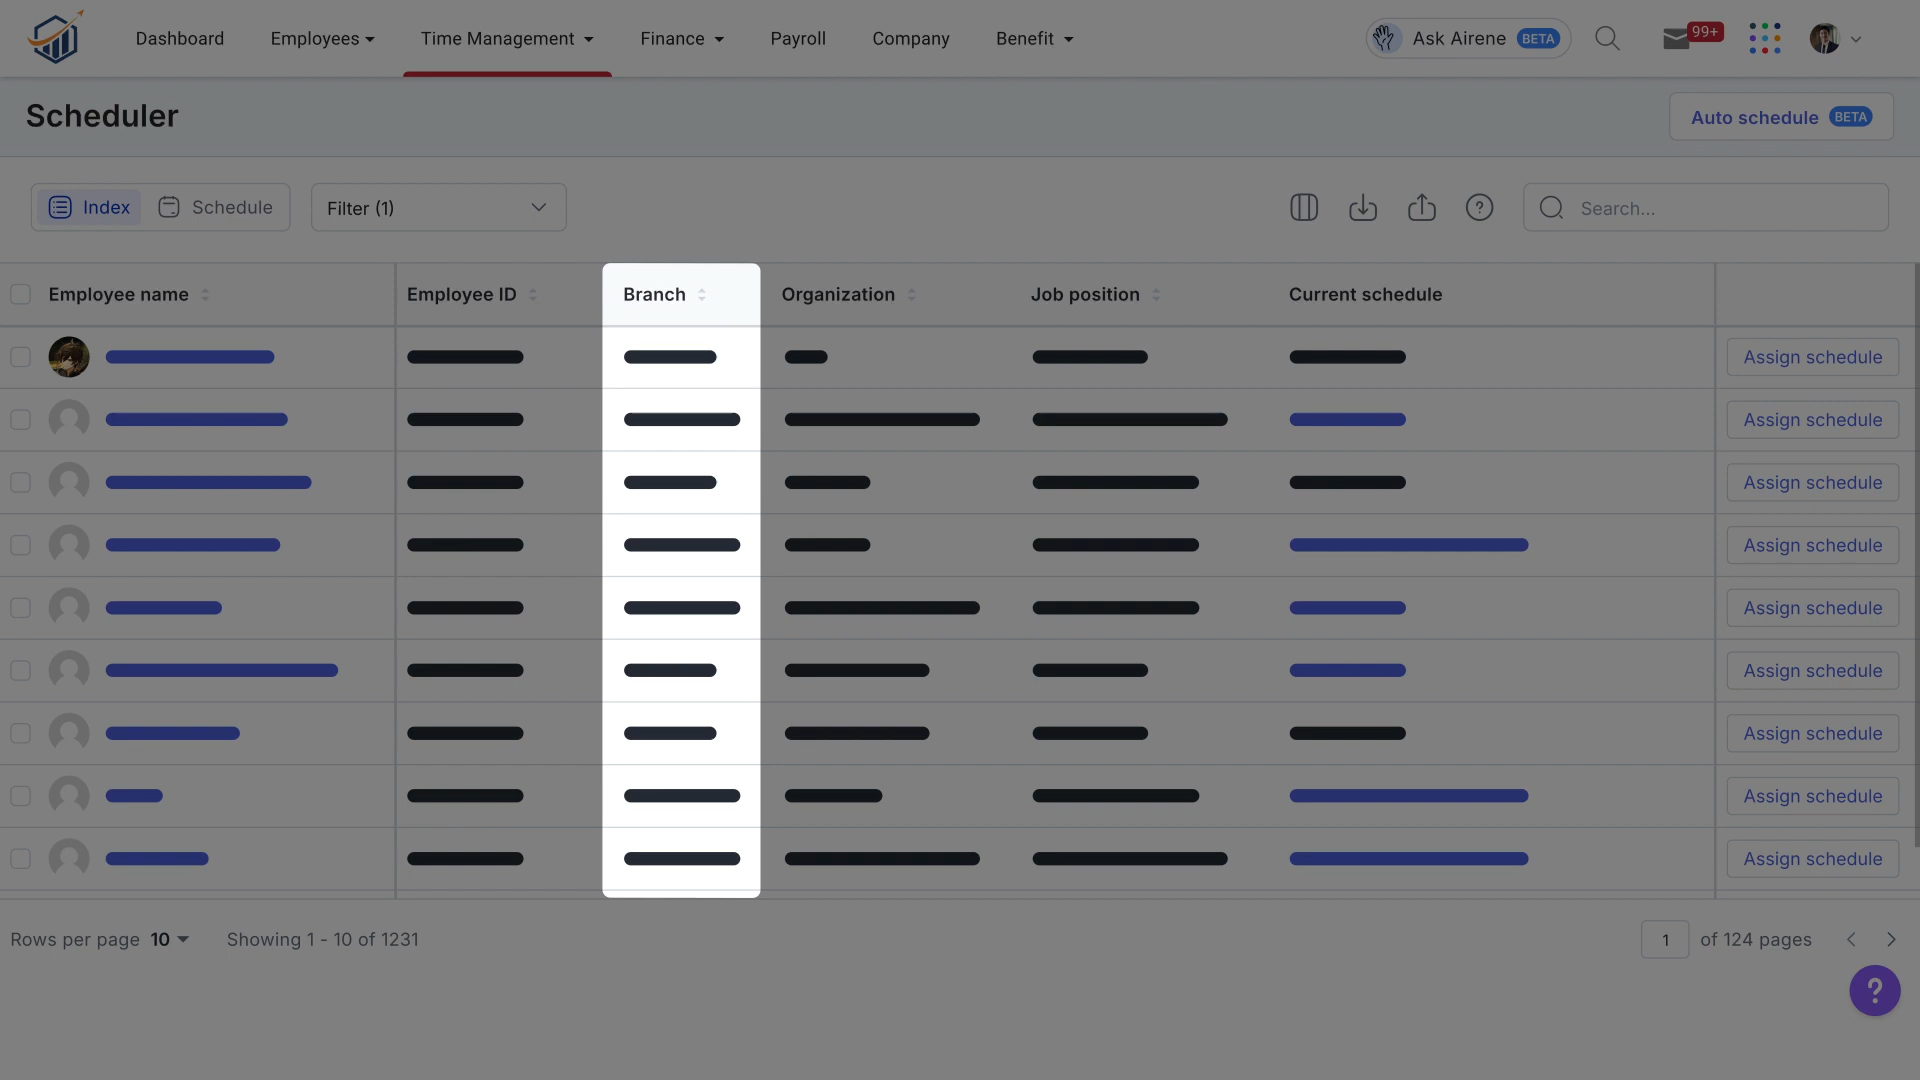 Dashboard
Employees
Time Management
Finance
Payroll
Company
Benefit
Ask Airene BETA
99+
Scheduler
Auto schedule BETA
Index
Schedule
Filter (1)
?
Search...
Employee name
Employee ID
Branch
Organization
Job position
Current schedule
Assign schedule
Assign schedule
Assign schedule
Assign schedule
Assign schedule
Assign schedule
Assign schedule
Assign schedule
Assign schedule
Rows per page 10
Showing 1 - 10 of 1231
1 of 124 pages
?